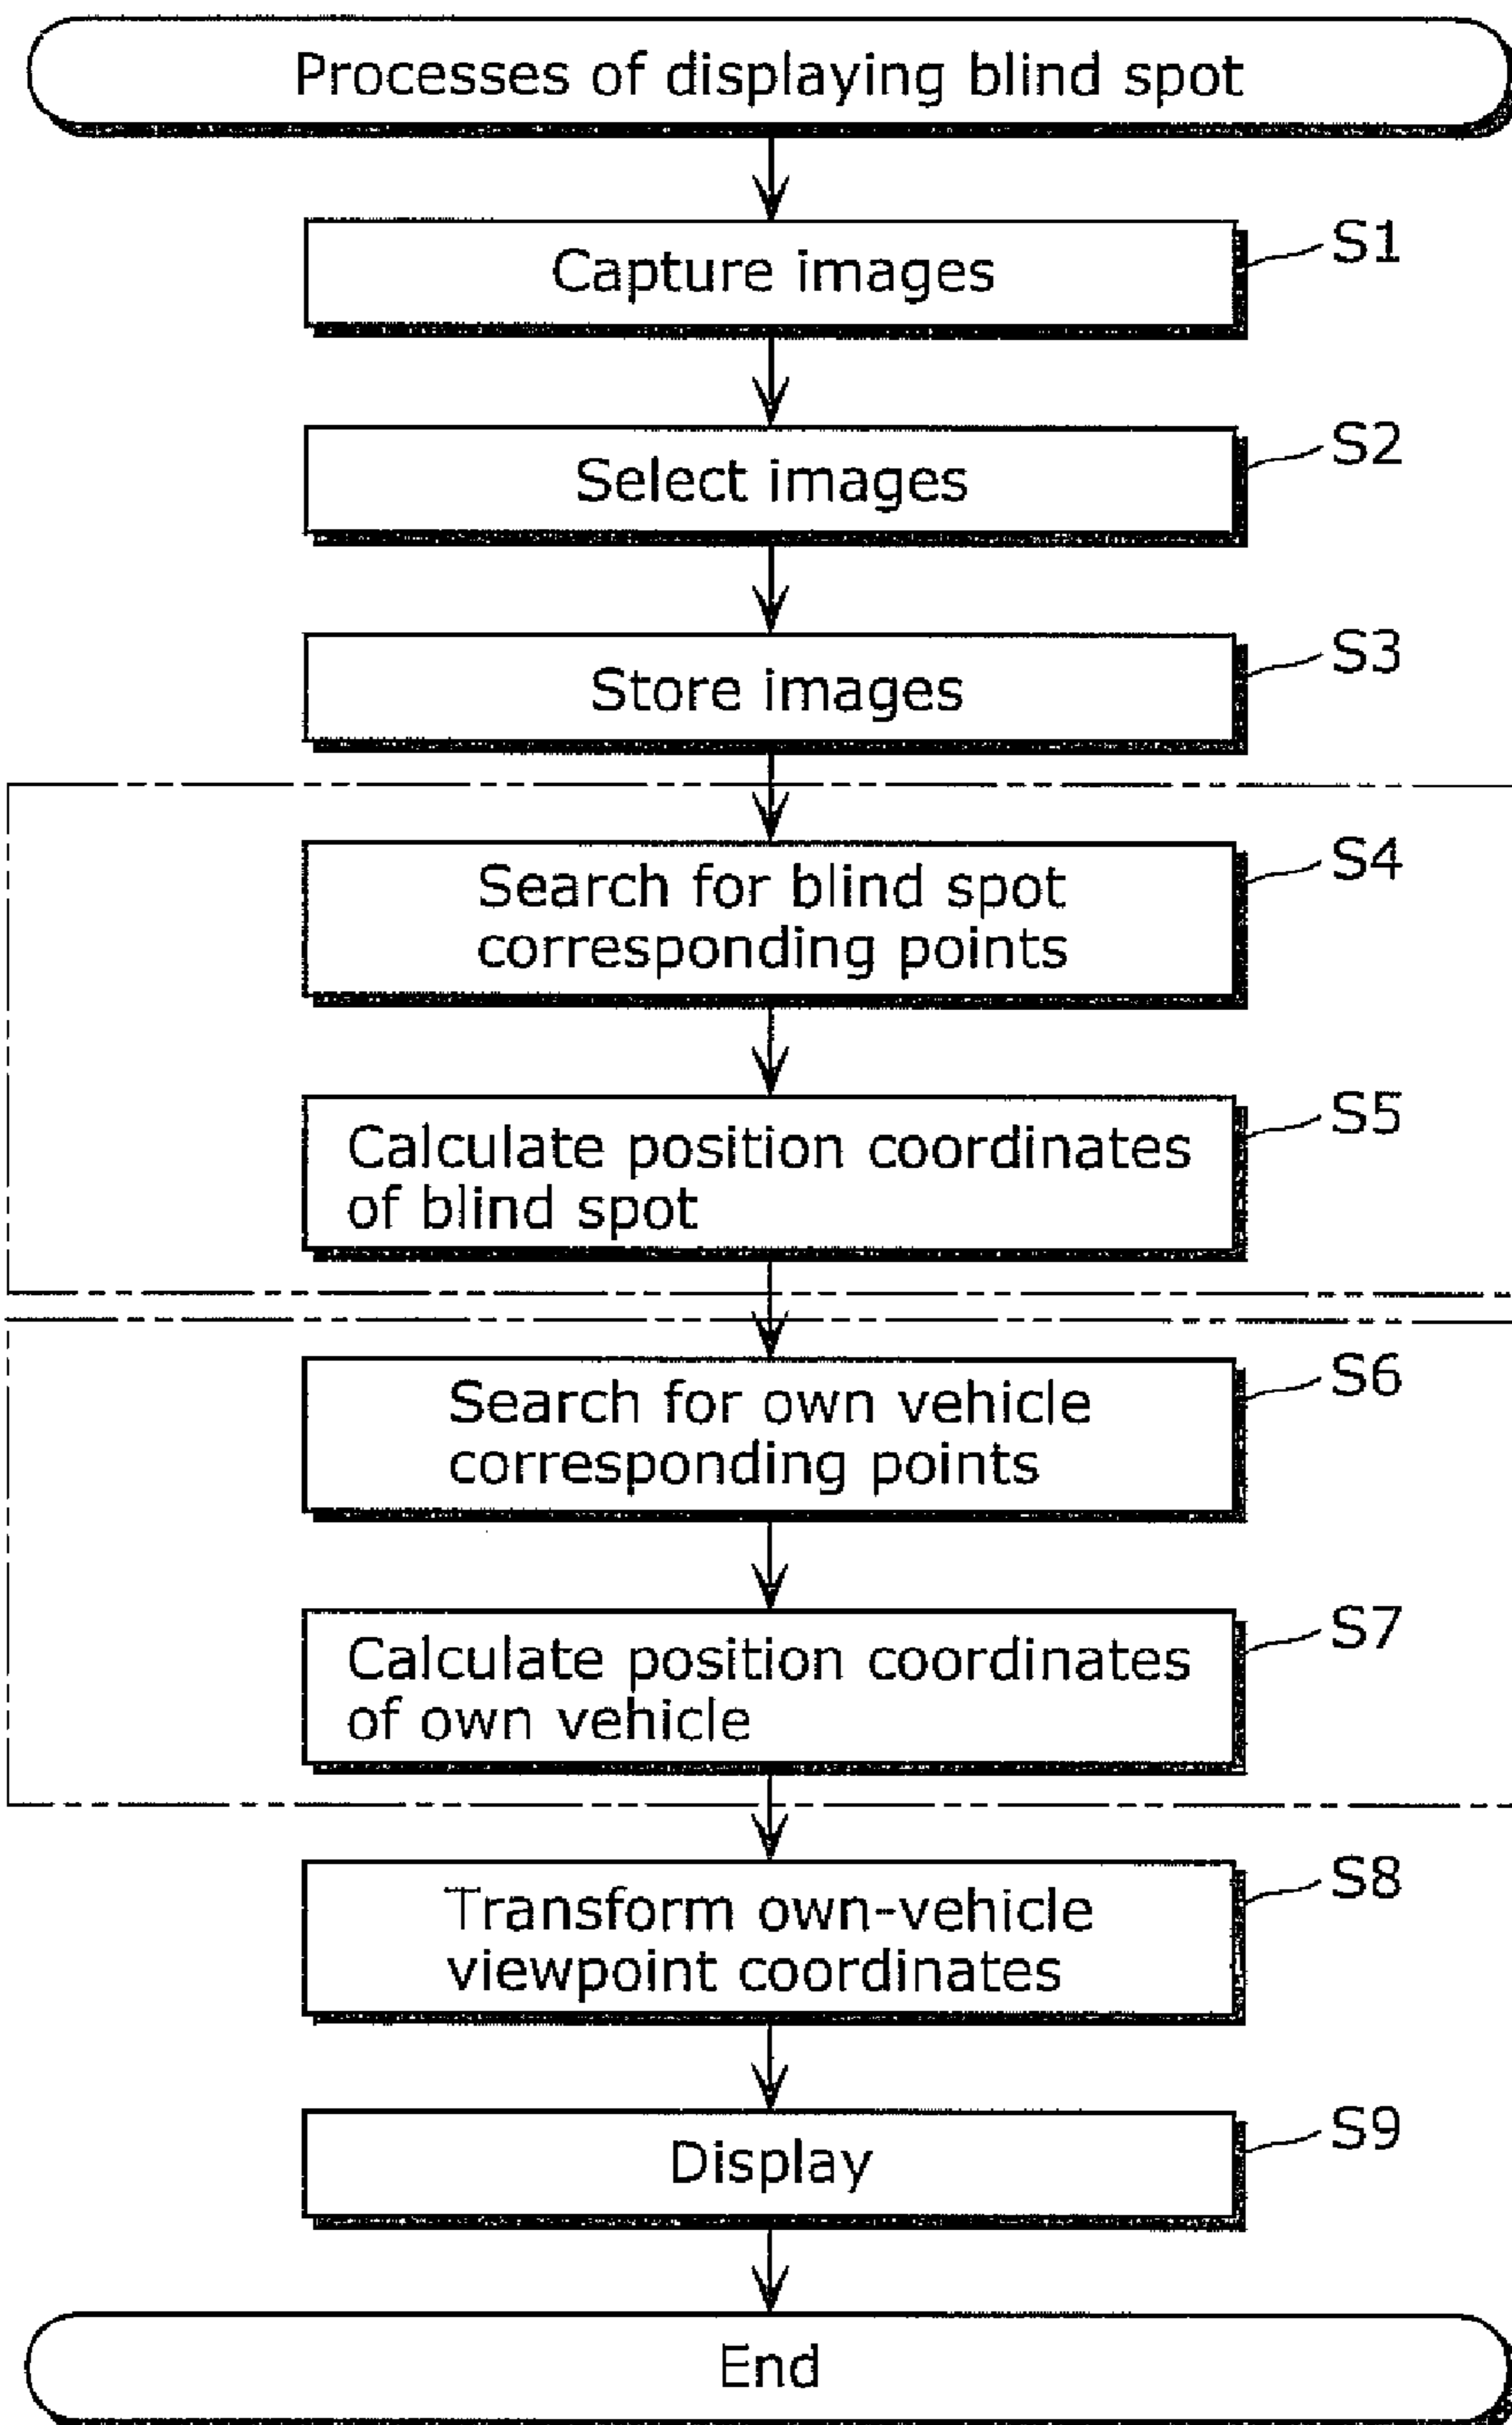 Processes of displaying blind spot
Capture images
S1
Select images
S2
Store images
S3
Search for blind spot
corresponding points
S4
Calculate position coordinates
of blind spot
S5
Search for own vehicle
corresponding points
S6
Calculate position coordinates
of own vehicle
S7
Transform own-vehicle
viewpoint coordinates
S8
Display
S9
End